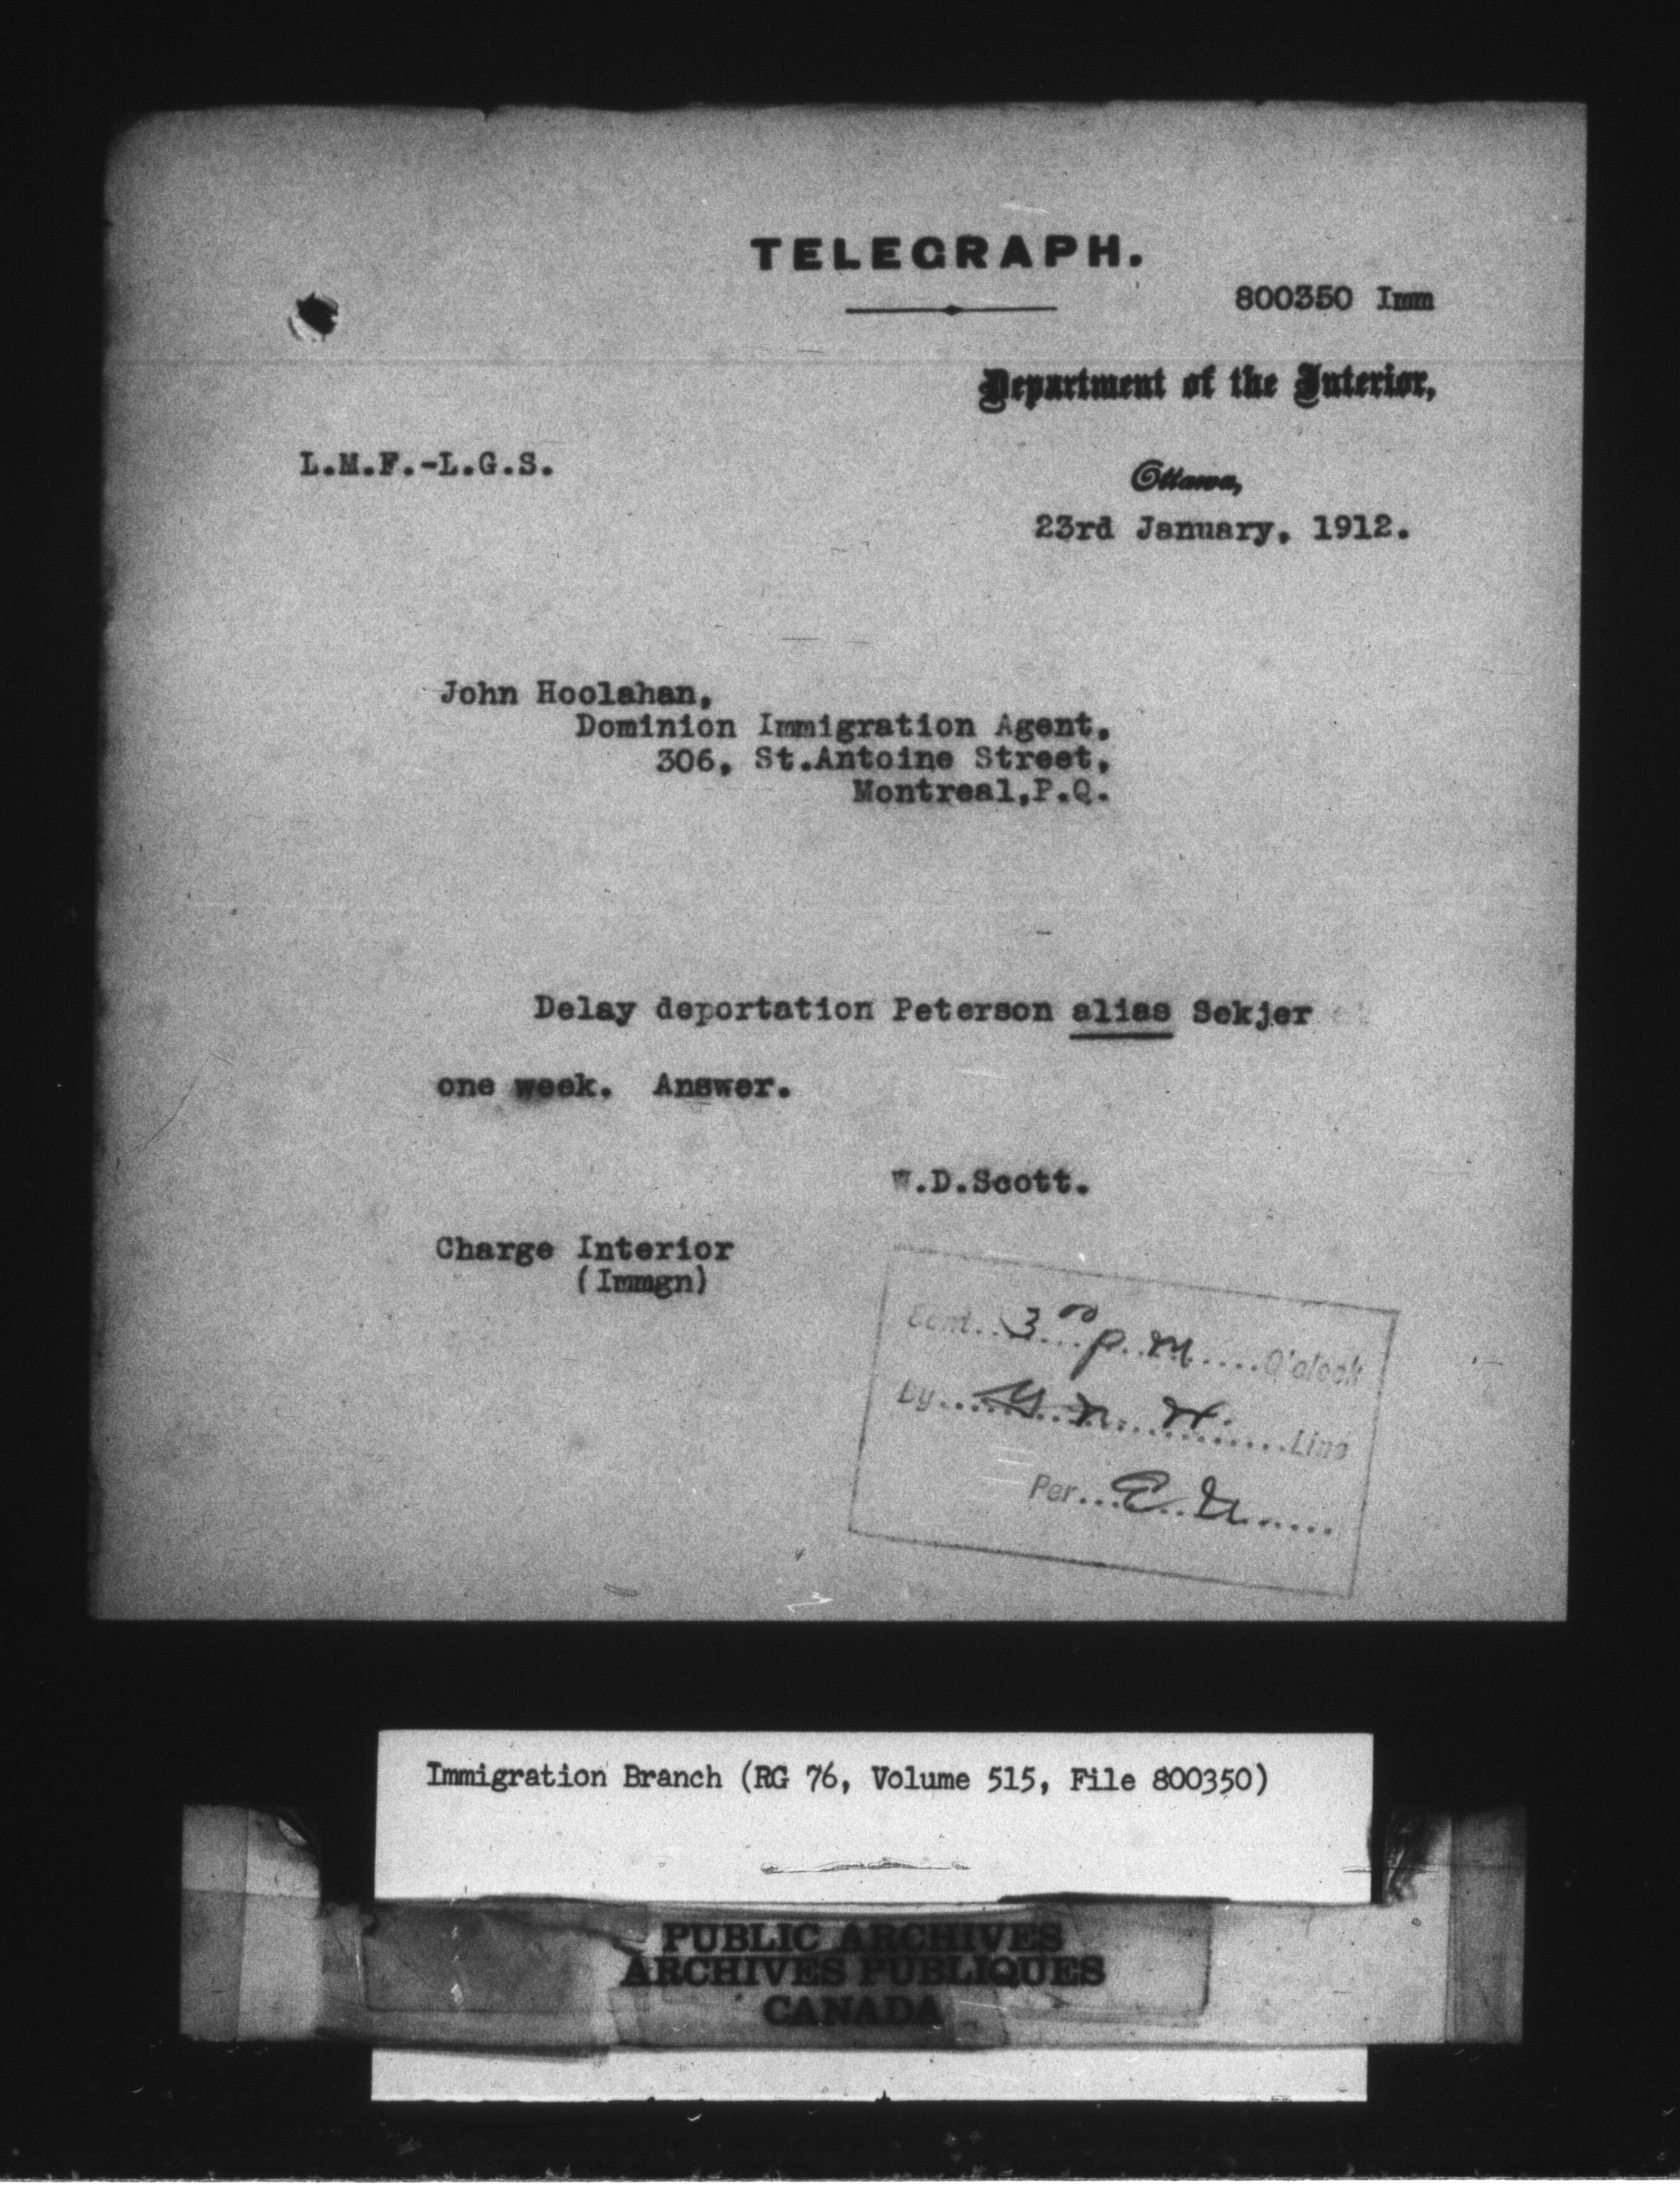 TELEGRAPH.
800350 Imm
Department of the Interior,
L.M.F.-L.G.S.
Ottawa,
23rd January, 1912.
John Hoolahan,
Dominion Immigration Agent,
306, St.Antoine Street,
Montreal,P.Q.
Delay deportation Peterson alias Sekjer
one week. Answer.
W.D.Scott.
Charge Interior
(Immgn)
Sent..3 00 p.m.....O'clock
By.............Line
Per...
Immigration Branch (RG 76, Volume 515, File 800350)
PUBLIC ARCHIVES
ARCHIVES PUBLIQUES
CANADA